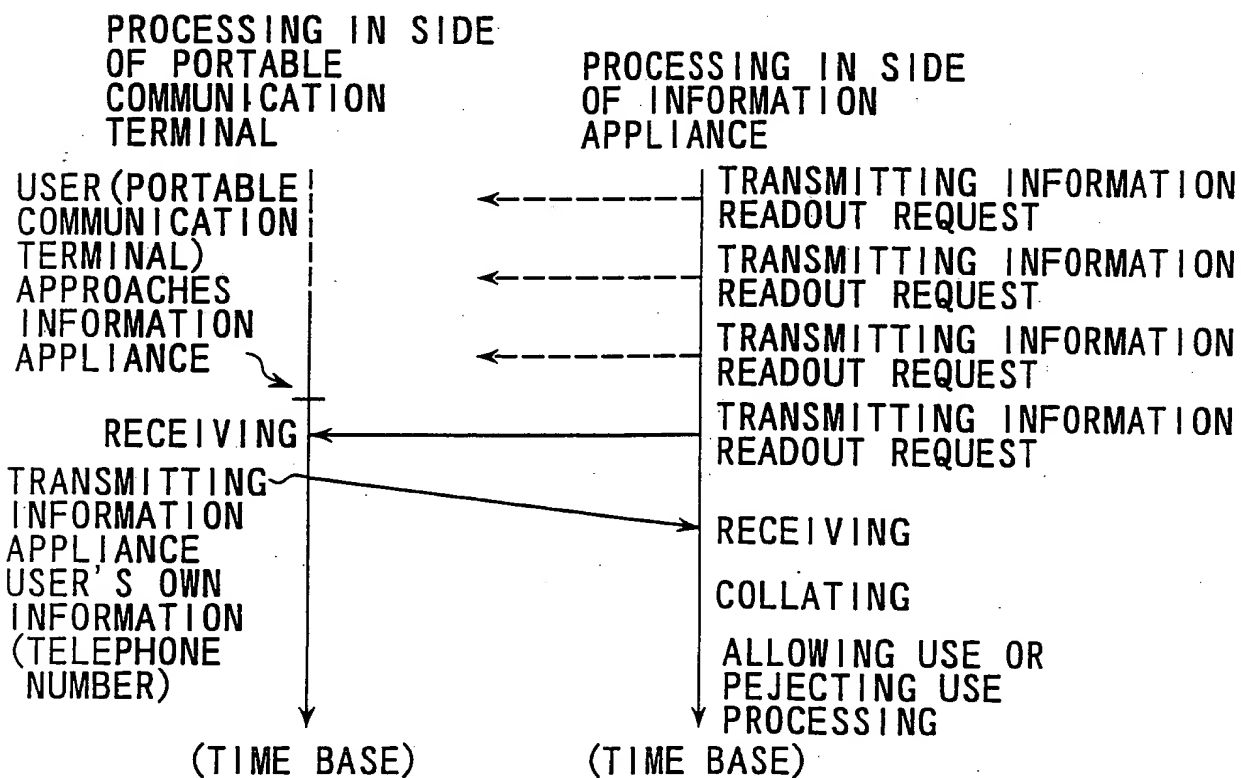 PROCESSING IN SIDE
OF PORTABLE
COMMUNICATION
TERMINAL
PROCESSING IN SIDE
OF INFORMATION
APPLIANCE
USER(PORTABLE
COMMUNICATION
TERMINAL)
APPROACHES
INFORMATION
APPLIANCE
TRANSMITTING INFORMATION
READOUT REQUEST
TRANSMITTING INFORMATION
READOUT REQUEST
TRANSMITTING INFORMATION
READOUT REQUEST
TRANSMITTING INFORMATION
READOUT REQUEST
RECEIVING
TRANSMITTING
INFORMATION
APPLIANCE
USER'S OWN
INFORMATION
(TELEPHONE
NUMBER)
RECEIVING
COLLATING
ALLOWING USE OR
PEJECTING USE
PROCESSING
(TIME BASE)
(TIME BASE)